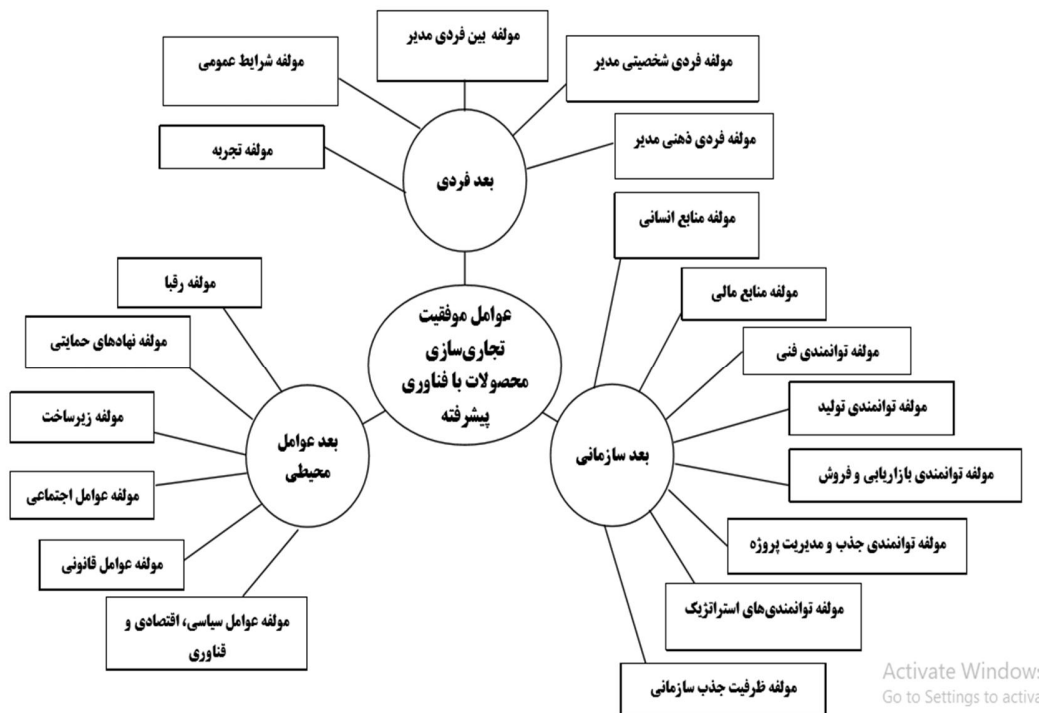 مولفه بین فردی مدیر
مولفه فردی شخصیتی مدیر
مولفه شرایط عمومی
مولفه فردی ذهنی مدیر
مولفه تجربه
بعد فردی
مولفه منابع انسانی
مولفه منابع مالی
مولفه توانمندی فنی
مولفه توانمندی تولید
مولفه توانمندی بازاریابی و فروش
مولفه توانمندی جذب و مدیریت پروژه
مولفه توانمندی‌های استراتژیک
مولفه ظرفیت جذب سازمانی
بعد سازمانی
عوامل موفقیت
تجاری‌سازی
محصولات با فناوری
پیشرفته
بعد عوامل
محیطی
مولفه رقبا
مولفه نهادهای حمایتی
مولفه زیرساخت
مولفه عوامل اجتماعی
مولفه عوامل قانونی
مولفه عوامل سیاسی، اقتصادی و
فناوری
Activate Windows
Go to Settings to activa